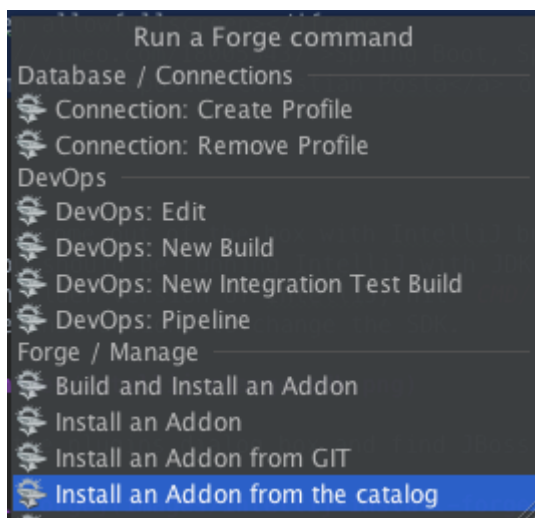 Run a Forge command
Database / Connections
Connection: Create Profile
Connection: Remove Profile
DevOps
DevOps: Edit
DevOps: New Build
DevOps: New Integration Test Build
DevOps: Pipeline
Forge / Manage
Build and Install an Addon
Install an Addon
Install an Addon from GIT
Install an Addon from the catalog